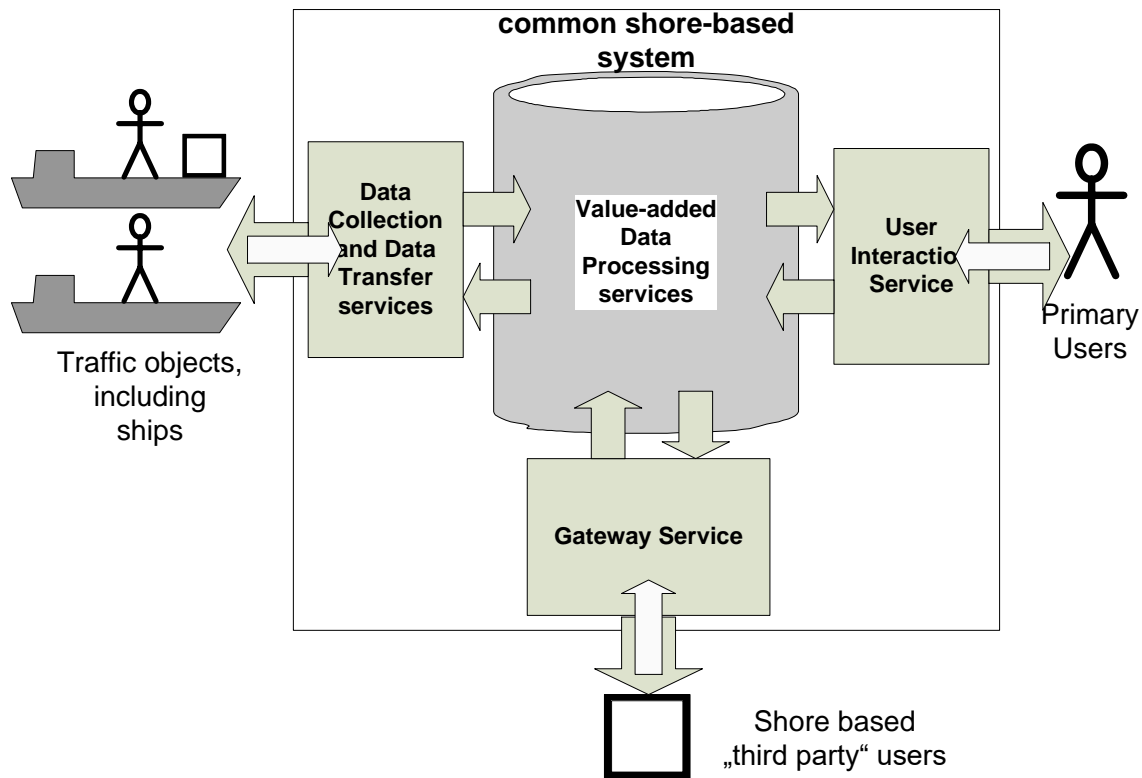 common shore-based
system
Data
Collection
and Data
Transfer
services
Value-added
Data
Processing
services
User
Interactio
Service
Primary
Users
Traffic objects,
including
ships
Gateway Service
Shore based
„third party“ users